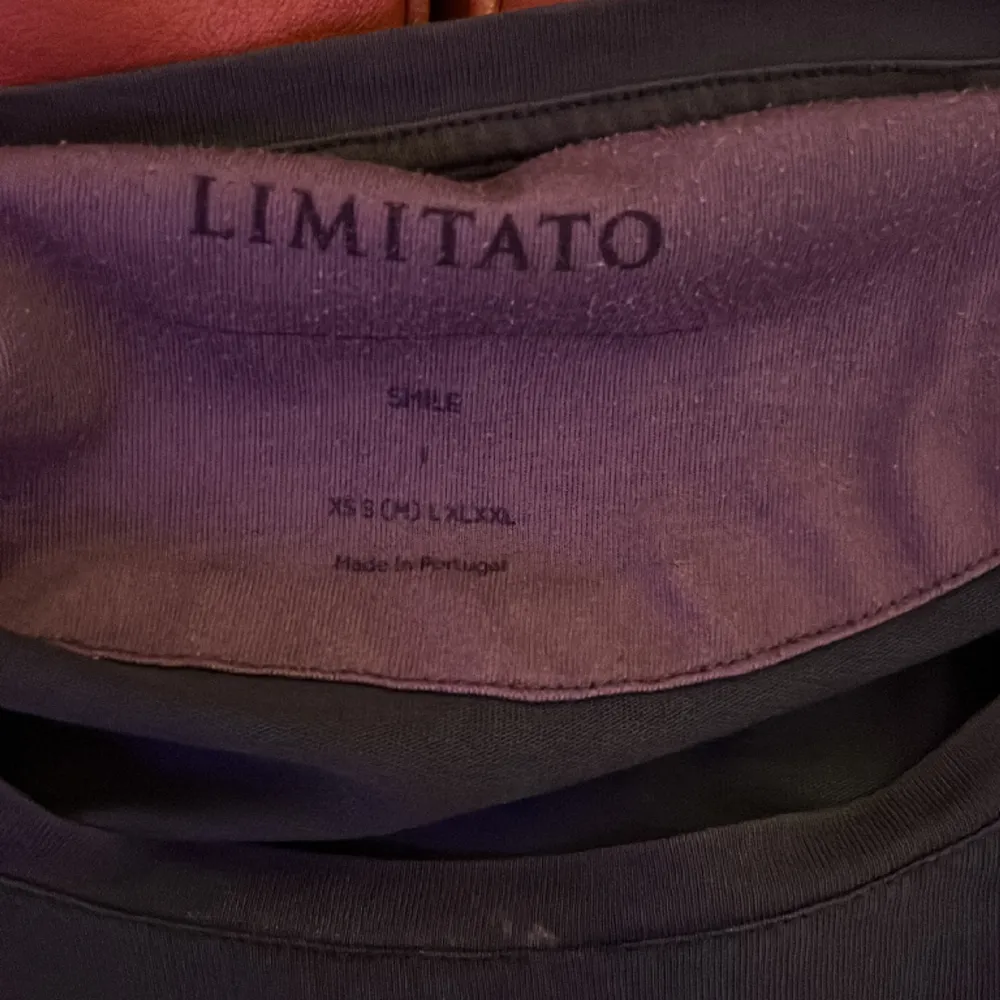 LIMITATO
SMILE
XS S (M) L XL XXL
Made In Portugal